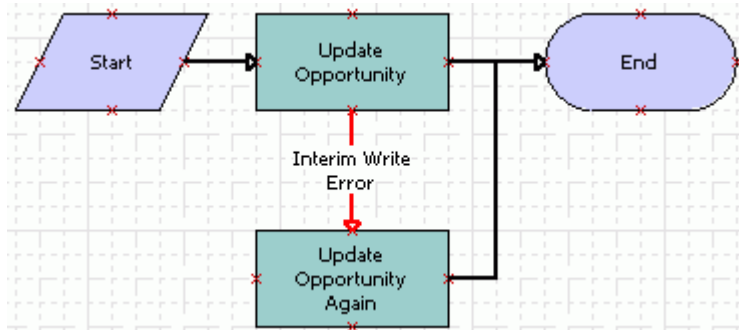 Start
Update
Opportunity
End
Interim Write
Error
Update
Opportunity
Again